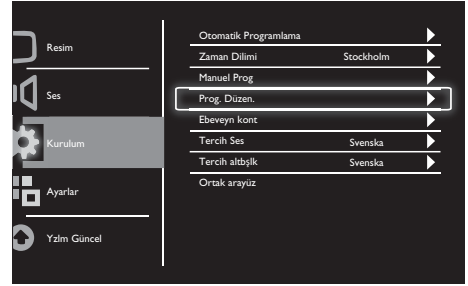 Resim
Ses
Kurulum
Ayarlar
Yzlm Güncel
Otomatik Programlama
Zaman Dilimi Stockholm
Manuel Prog
Prog. Düzen.
Ebeveyn kont
Tercih Ses Svenska
Tercih altbşlk Svenska
Ortak arayüz